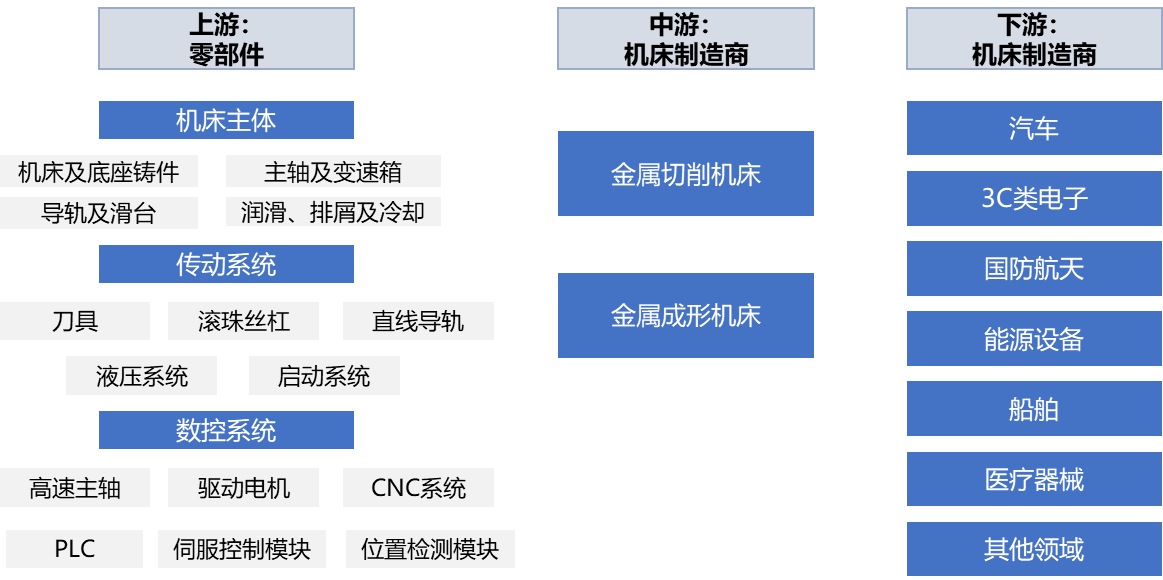 上游：
零部件
机床主体
机床及底座铸件
主轴及变速箱
导轨及滑台
润滑、排屑及冷却
传动系统
刀具
滚珠丝杠
直线导轨
液压系统
启动系统
数控系统
高速主轴
驱动电机
CNC系统
PLC
伺服控制模块
位置检测模块
中游：
机床制造商
金属切削机床
金属成形机床
下游：
机床制造商
汽车
3C类电子
国防航天
能源设备
船舶
医疗器械
其他领域